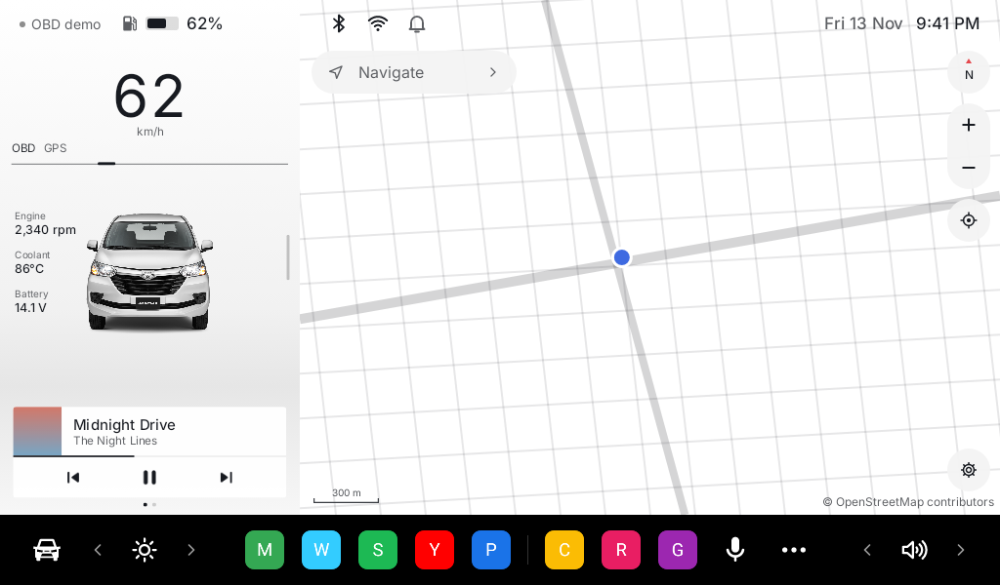 OBD demo
62%
Fri 13 Nov 9:41 PM
62
km/h
OBD GPS
Navigate
N
Engine
2,340 rpm
Coolant
86°C
Battery
14.1 V
Midnight Drive
The Night Lines
300 m
© OpenStreetMap contributors
M W S Y P C R G